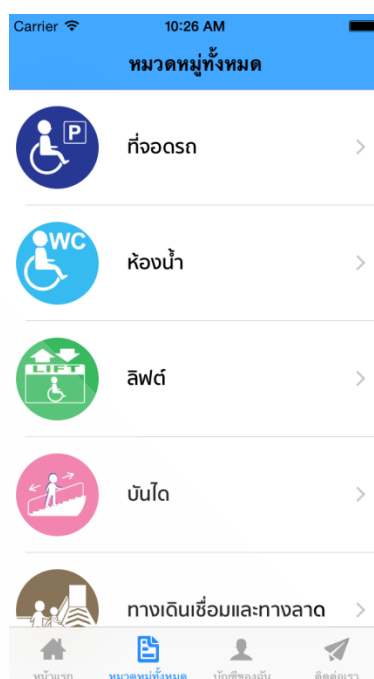 Carrier 10:26 AM
หมวดหมู่ทั้งหมด
P
ที่จอดรถ
WC
ห้องน้ำ
LIFT
ลิฟต์
บันได
ทางเดินเชื่อมและทางลาด
หน้าแรก หมวดหมู่ทั้งหมด บัญชีของฉัน ติดต่อเรา